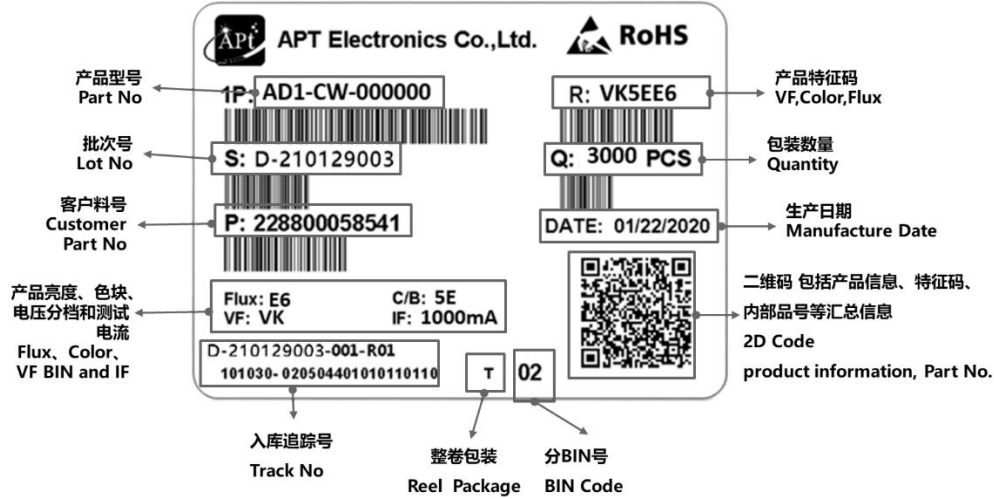 APT
APT Electronics Co.,Ltd.
RoHS
产品型号
Part No
1P: AD1-CW-000000
R: VK5EE6
产品特征码
VF,Color,Flux
批次号
Lot No
S: D-210129003
Q: 3000 PCS
包装数量
Quantity
客户料号
Customer
Part No
P: 228800058541
DATE: 01/22/2020
生产日期
Manufacture Date
产品亮度、色块、
电压分档和测试
电流
Flux、Color、
VF BIN and IF
Flux: E6
C/B: 5E
VF: VK
IF: 1000mA
二维码 包括产品信息、特征码、
内部品号等汇总信息
2D Code
product information, Part No.
D-210129003-001-R01
101030- 020504401010110110
T
02
入库追踪号
Track No
整卷包装
Reel Package
分BIN号
BIN Code